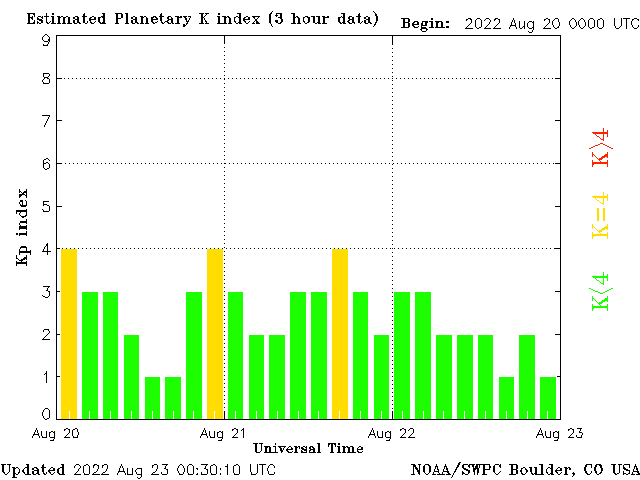 Estimated Planetary K index (3 hour data) Begin: 2022 Aug 20 0000 UTC
9
8
7
6
5
4
3
2
1
0
Kp index
K>4
K=4
K<4
Aug 20 Aug 21 Aug 22 Aug 23
Universal Time
Updated 2022 Aug 23 00:30:10 UTC NOAA/SWPC Boulder, CO USA